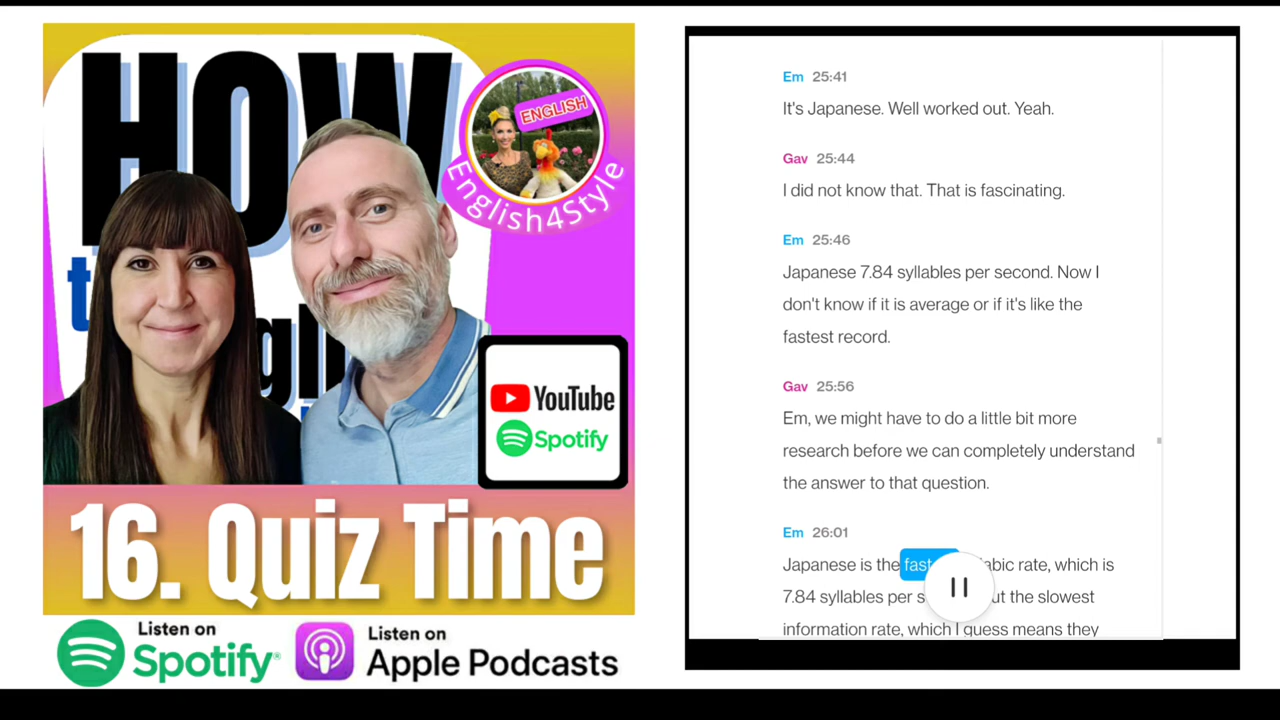 HOW
t
gl
ENGLISH
English4Style
YouTube
Spotify
16. Quiz Time
Listen on
Spotify
Listen on
Apple Podcasts
Em 25:41
It's Japanese. Well worked out. Yeah.
Gav 25:44
I did not know that. That is fascinating.
Em 25:46
Japanese 7.84 syllables per second. Now I
don't know if it is average or if it's like the
fastest record.
Gav 25:56
Em, we might have to do a little bit more
research before we can completely understand
the answer to that question.
Em 26:01
Japanese is the fast abic rate, which is
7.84 syllables per s ut the slowest
information rate, which I guess means they